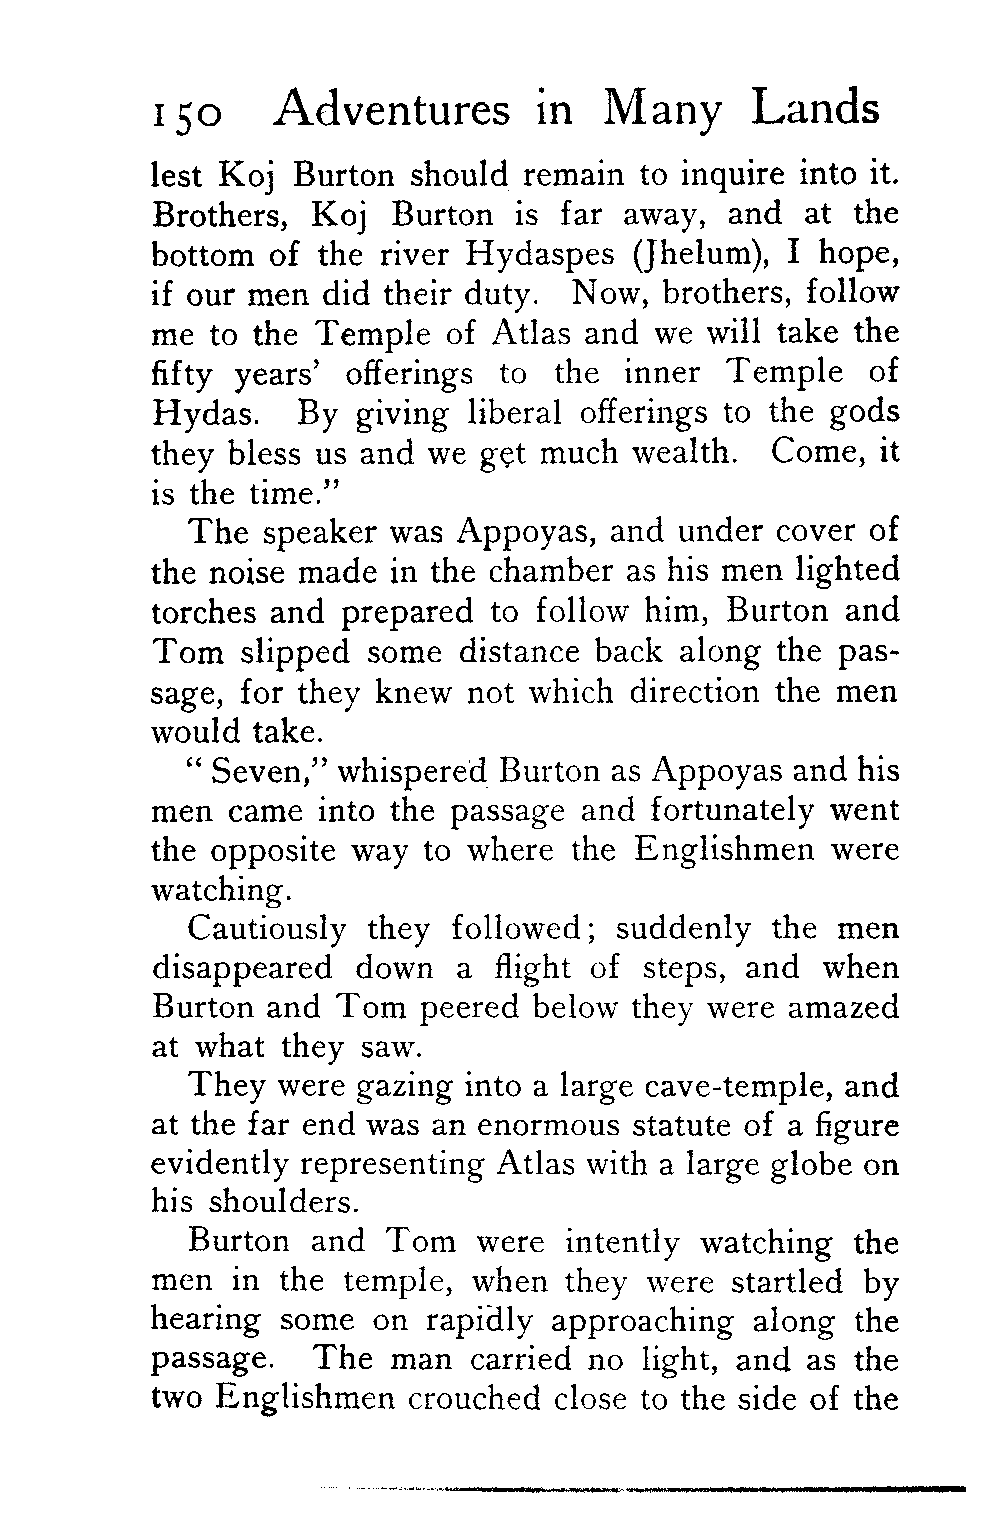 150 Adventures in Many Lands
lest Koj Burton should remain to inquire into it.
Brothers, Koj Burton is far away, and at the
bottom of the river Hydaspes (Jhelum), I hope,
if our men did their duty. Now, brothers, follow
me to the Temple of Atlas and we will take the
fifty years' offerings to the inner Temple of
Hydas. By giving liberal offerings to the gods
they bless us and we get much wealth. Come, it
is the time."
The speaker was Appoyas, and under cover of
the noise made in the chamber as his men lighted
torches and prepared to follow him, Burton and
Tom slipped some distance back along the pas-
sage, for they knew not which direction the men
would take.
" Seven," whispered Burton as Appoyas and his
men came into the passage and fortunately went
the opposite way to where the Englishmen were
watching.
Cautiously they followed; suddenly the men
disappeared down a flight of steps, and when
Burton and Tom peered below they were amazed
at what they saw.
They were gazing into a large cave-temple, and
at the far end was an enormous statute of a figure
evidently representing Atlas with a large globe on
his shoulders.
Burton and Tom were intently watching the
men in the temple, when they were startled by
hearing some on rapidly approaching along the
passage. The man carried no light, and as the
two Englishmen crouched close to the side of the